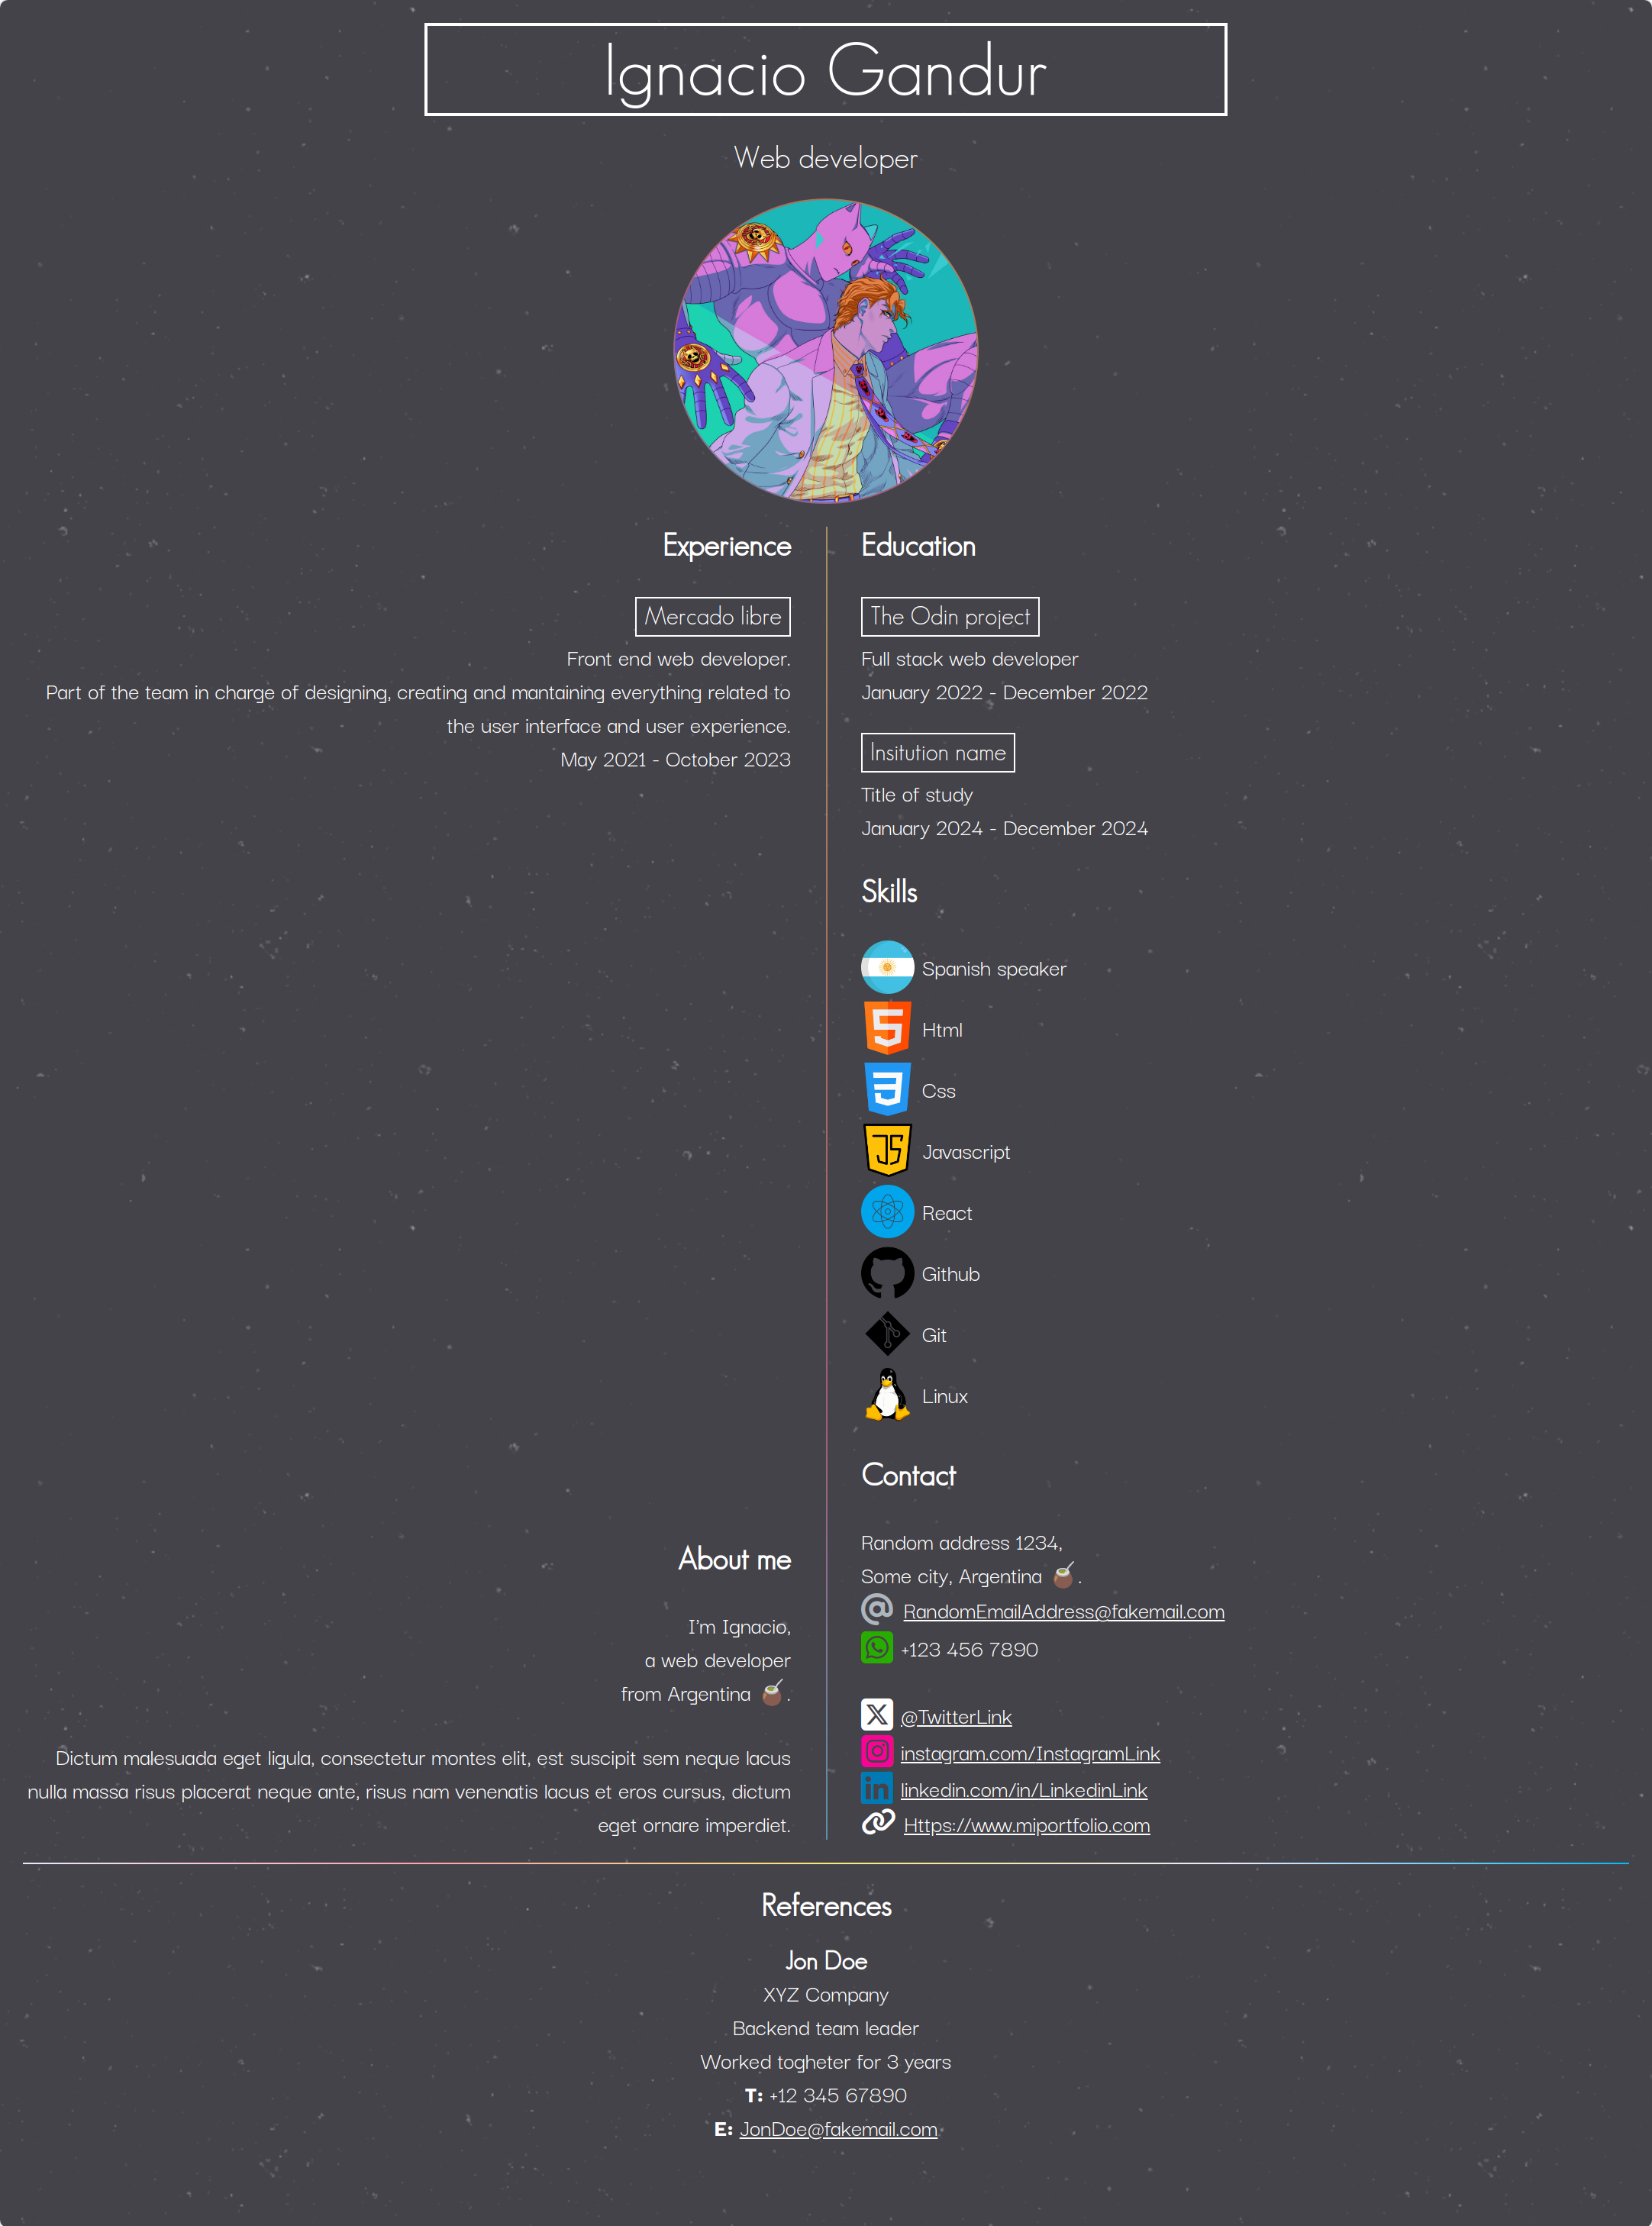 Ignacio Gandur
Web developer
Experience
Mercado libre
Front end web developer.
Part of the team in charge of designing, creating and mantaining everything related to
the user interface and user experience.
May 2021 - October 2023
About me
I'm Ignacio,
a web developer
from Argentina 🧉.
Dictum malesuada eget ligula, consectetur montes elit, est suscipit sem neque lacus
nulla massa risus placerat neque ante, risus nam venenatis lacus et eros cursus, dictum
eget ornare imperdiet.
Education
The Odin project
Full stack web developer
January 2022 - December 2022
Insitution name
Title of study
January 2024 - December 2024
Skills
Spanish speaker
Html
Css
Javascript
React
Github
Git
Linux
Contact
Random address 1234,
Some city, Argentina 🧉.
RandomEmailAddress@fakemail.com
+123 456 7890
@TwitterLink
instagram.com/InstagramLink
linkedin.com/in/LinkedinLink
Https://www.miportfolio.com
References
Jon Doe
XYZ Company
Backend team leader
Worked togheter for 3 years
T: +12 345 67890
E: JonDoe@fakemail.com